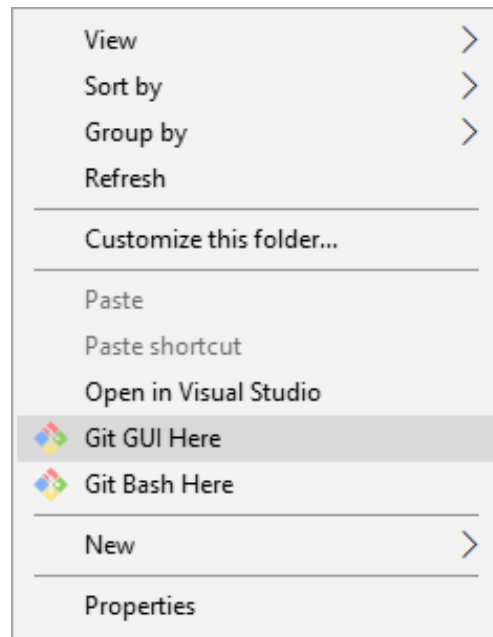 View
Sort by
Group by
Refresh
Customize this folder...
Paste
Paste shortcut
Open in Visual Studio
Git GUI Here
Git Bash Here
New
Properties